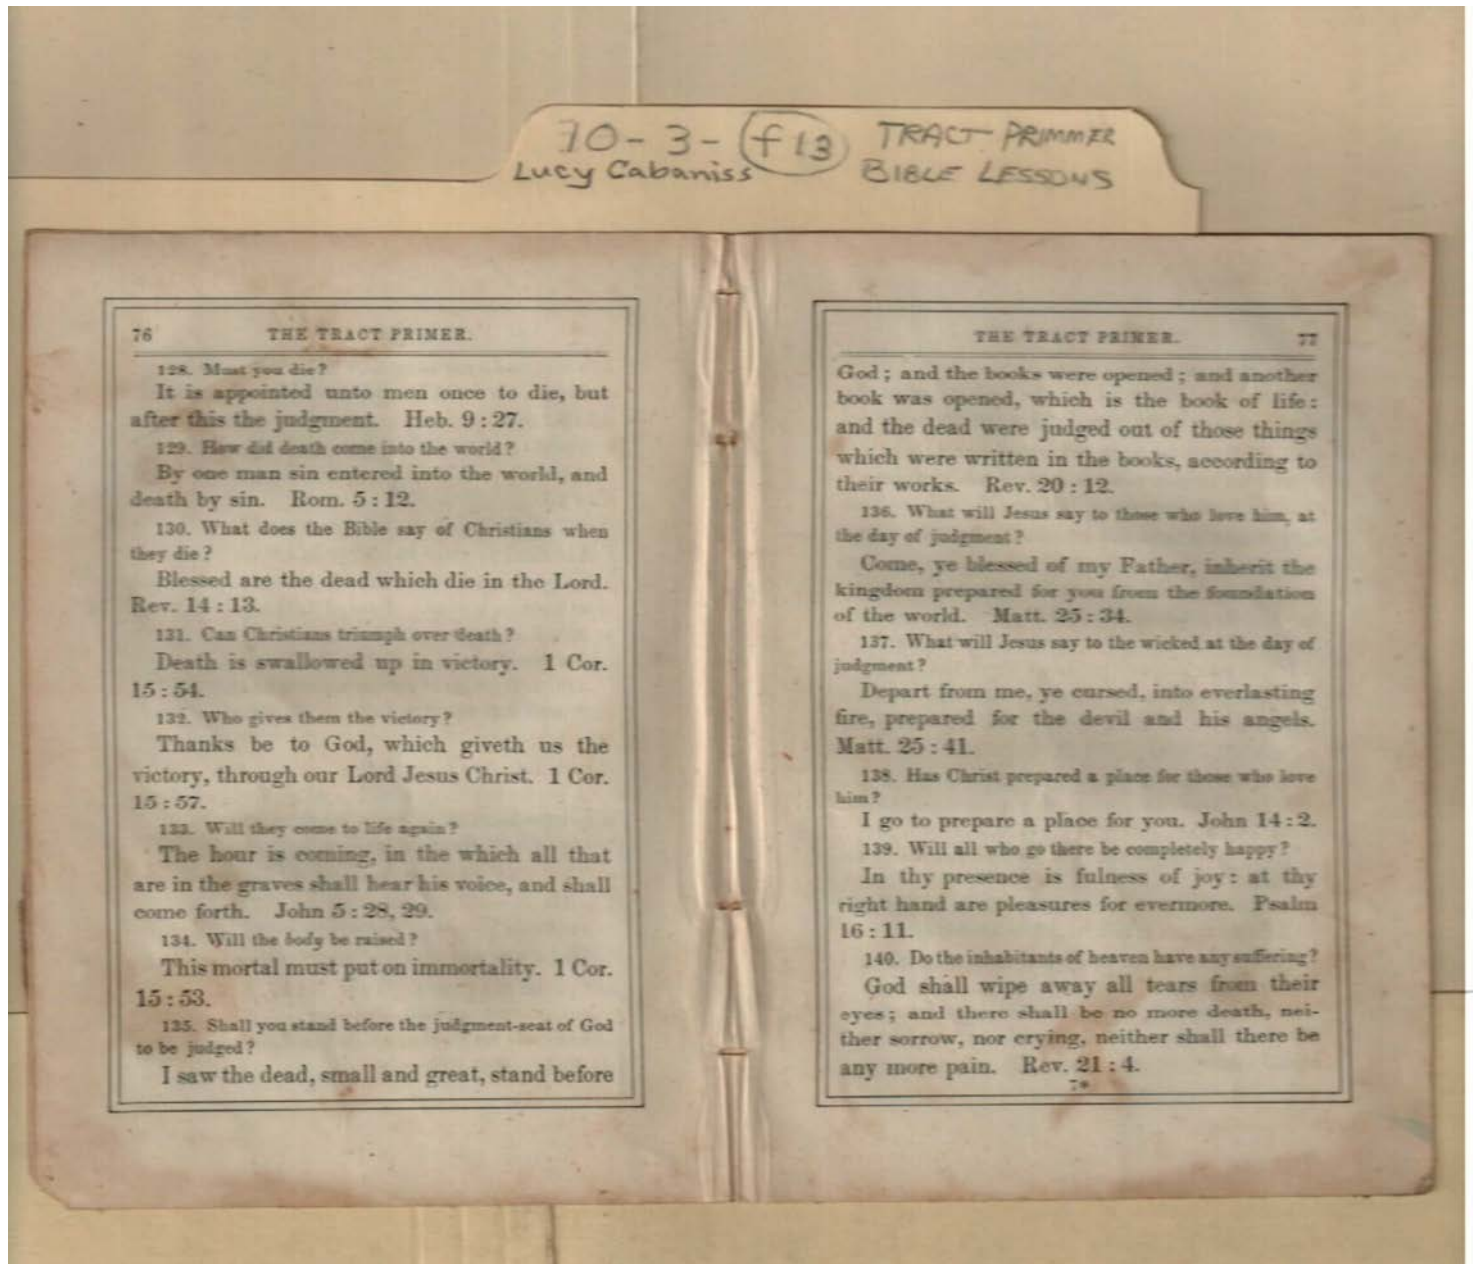 70-3-f13 TRACT PRIMMER
Lucy Cabaniss BIBLE LESSONS
76 THE TRACT PRIMER.
128. Must you die?
It is appointed unto men once to die, but
after this the judgment. Heb. 9:27.
129. How did death come into the world?
By one man sin entered into the world, and
death by sin. Rom. 5:12.
130. What does the Bible say of Christians when
they die?
Blessed are the dead which die in the Lord.
Rev. 14:13.
131. Can Christians triumph over death?
Death is swallowed up in victory. 1 Cor.
15:54.
132. Who gives them the victory?
Thanks be to God, which giveth us the
victory, through our Lord Jesus Christ. 1 Cor.
15:57.
133. Will they come to life again?
The hour is coming, in the which all that
are in the graves shall hear his voice, and shall
come forth. John 5:28, 29.
134. Will the body be raised?
This mortal must put on immortality. 1 Cor.
15:53.
135. Shall you stand before the judgment-seat of God
to be judged?
I saw the dead, small and great, stand before
THE TRACT PRIMER. 77
God; and the books were opened; and another
book was opened, which is the book of life:
and the dead were judged out of those things
which were written in the books, according to
their works. Rev. 20:12.
136. What will Jesus say to those who love him, at
the day of judgment?
Come, ye blessed of my Father, inherit the
kingdom prepared for you from the foundation
of the world. Matt. 25:34.
137. What will Jesus say to the wicked at the day of
judgment?
Depart from me, ye cursed, into everlasting
fire, prepared for the devil and his angels.
Matt. 25:41.
138. Has Christ prepared a place for those who love
him?
I go to prepare a place for you. John 14:2.
139. Will all who go there be completely happy?
In thy presence is fulness of joy: at thy
right hand are pleasures for evermore. Psalm
16:11.
140. Do the inhabitants of heaven have any suffering?
God shall wipe away all tears from their
eyes; and there shall be no more death, nei-
ther sorrow, nor crying, neither shall there be
any more pain. Rev. 21:4.
7*